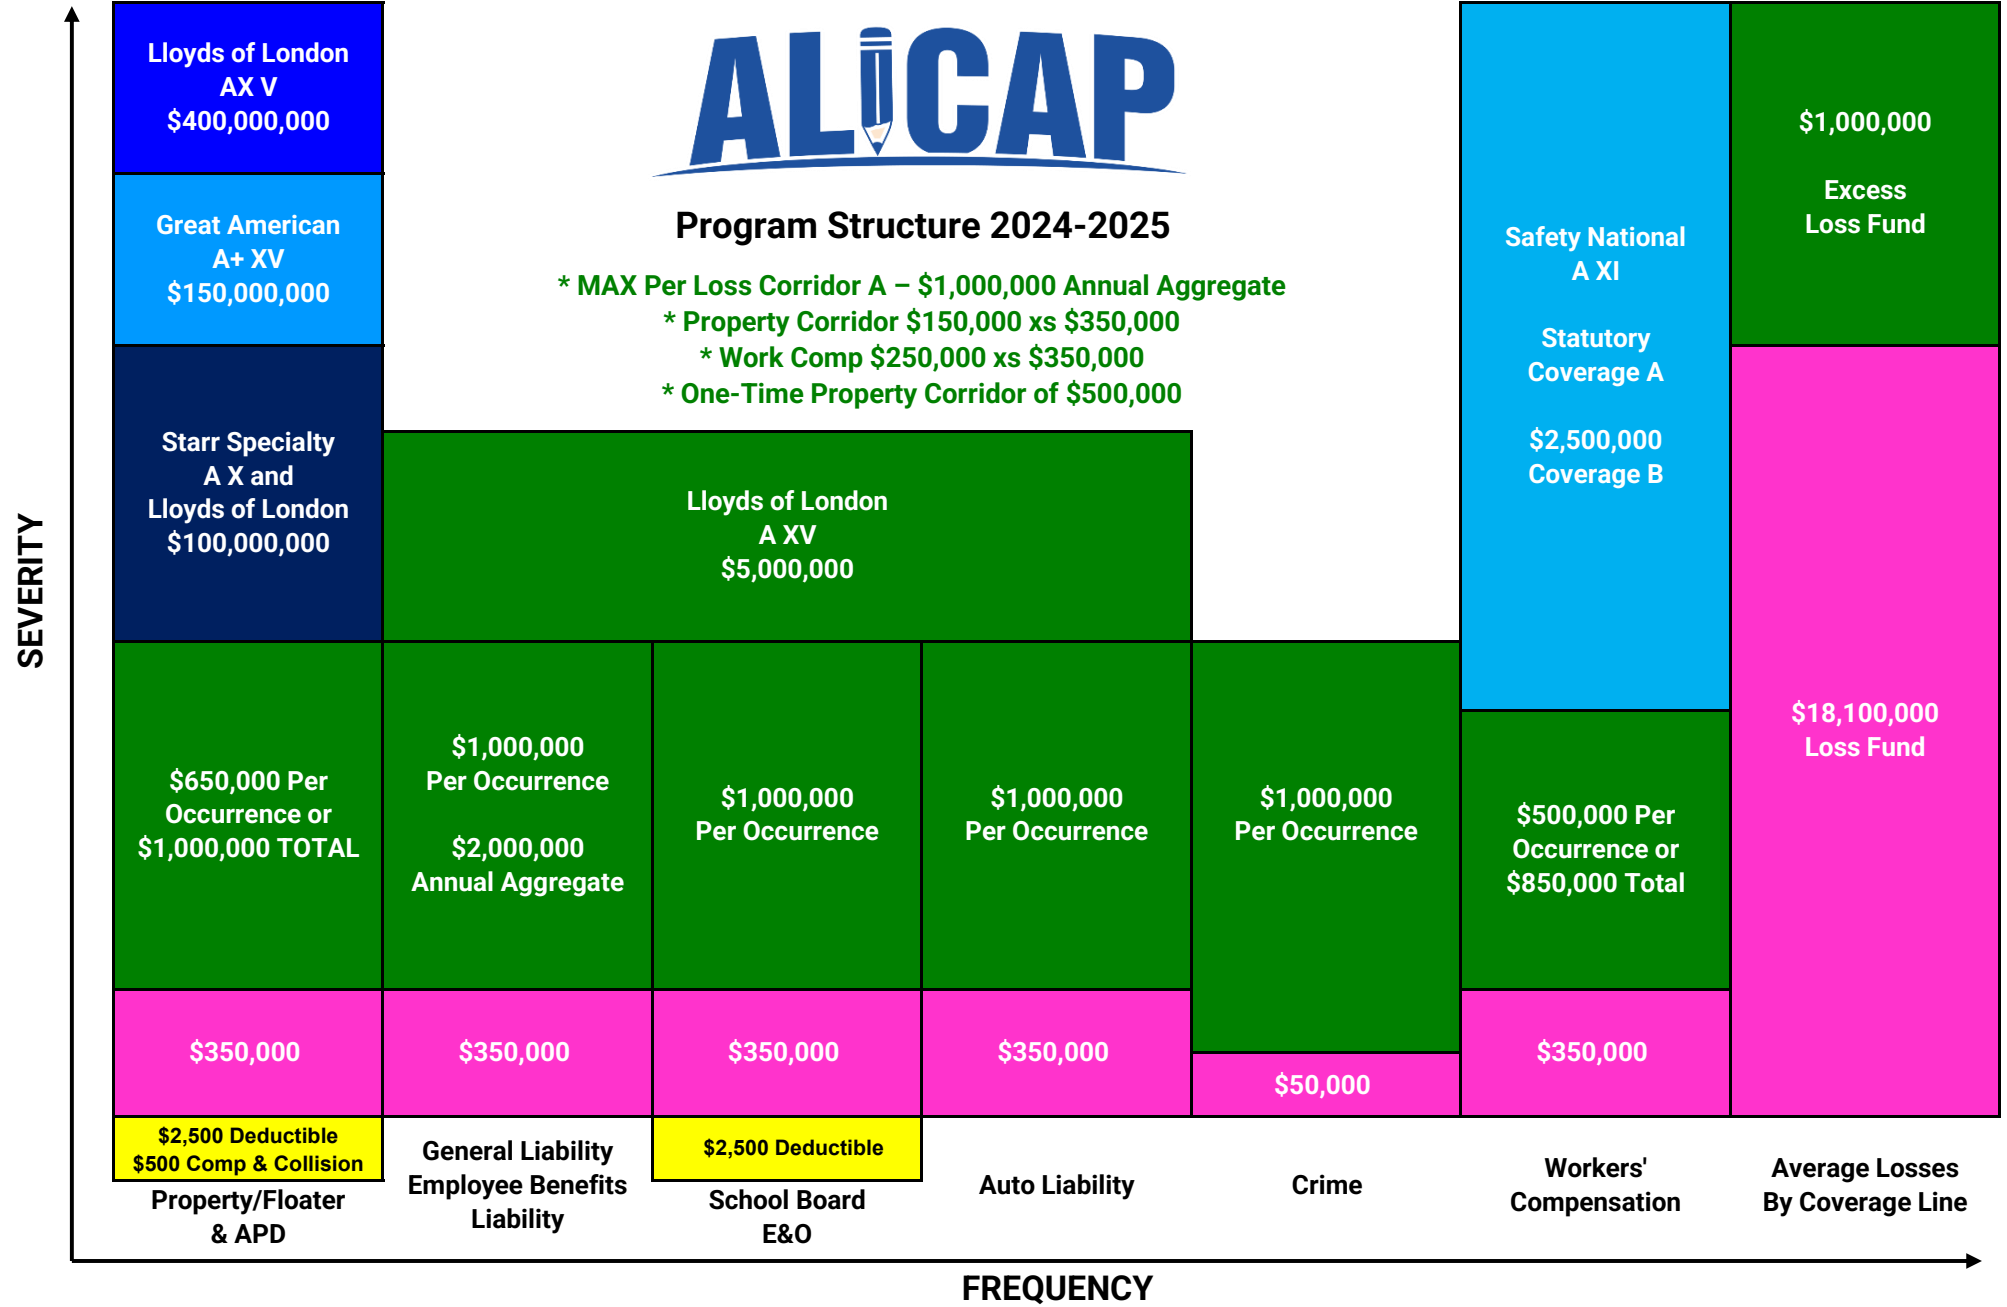 ALiCAP
Program Structure 2024-2025
* MAX Per Loss Corridor A – $1,000,000 Annual Aggregate
* Property Corridor $150,000 xs $350,000
* Work Comp $250,000 xs $350,000
* One-Time Property Corridor of $500,000
SEVERITY
Lloyds of London
AX V
$400,000,000
Great American
A+ XV
$150,000,000
Starr Specialty
A X and
Lloyds of London
$100,000,000
Lloyds of London
A XV
$5,000,000
Safety National
A XI
Statutory
Coverage A
$2,500,000
Coverage B
$1,000,000
Excess
Loss Fund
$18,100,000
Loss Fund
$650,000 Per
Occurrence or
$1,000,000 TOTAL
$1,000,000
Per Occurrence
$2,000,000
Annual Aggregate
$1,000,000
Per Occurrence
$1,000,000
Per Occurrence
$1,000,000
Per Occurrence
$500,000 Per
Occurrence or
$850,000 Total
$350,000
$350,000
$350,000
$350,000
$50,000
$350,000
$2,500 Deductible
$500 Comp & Collision
Property/Floater
& APD
General Liability
Employee Benefits
Liability
$2,500 Deductible
School Board
E&O
Auto Liability
Crime
Workers'
Compensation
Average Losses
By Coverage Line
FREQUENCY